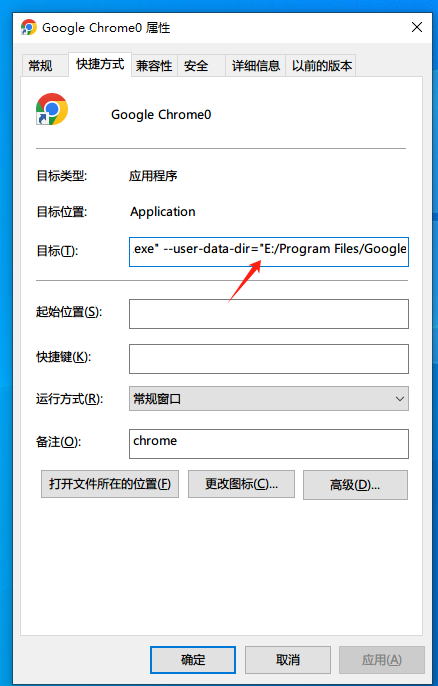 Google Chrome0 属性
常规 快捷方式 兼容性 安全 详细信息 以前的版本
Google Chrome0
目标类型: 应用程序
目标位置: Application
目标(T): exe" --user-data-dir="E:/Program Files/Google
起始位置(S):
快捷键(K):
运行方式(R): 常规窗口
备注(O): chrome
打开文件所在的位置(F) 更改图标(C)... 高级(D)...
确定 取消 应用(A)